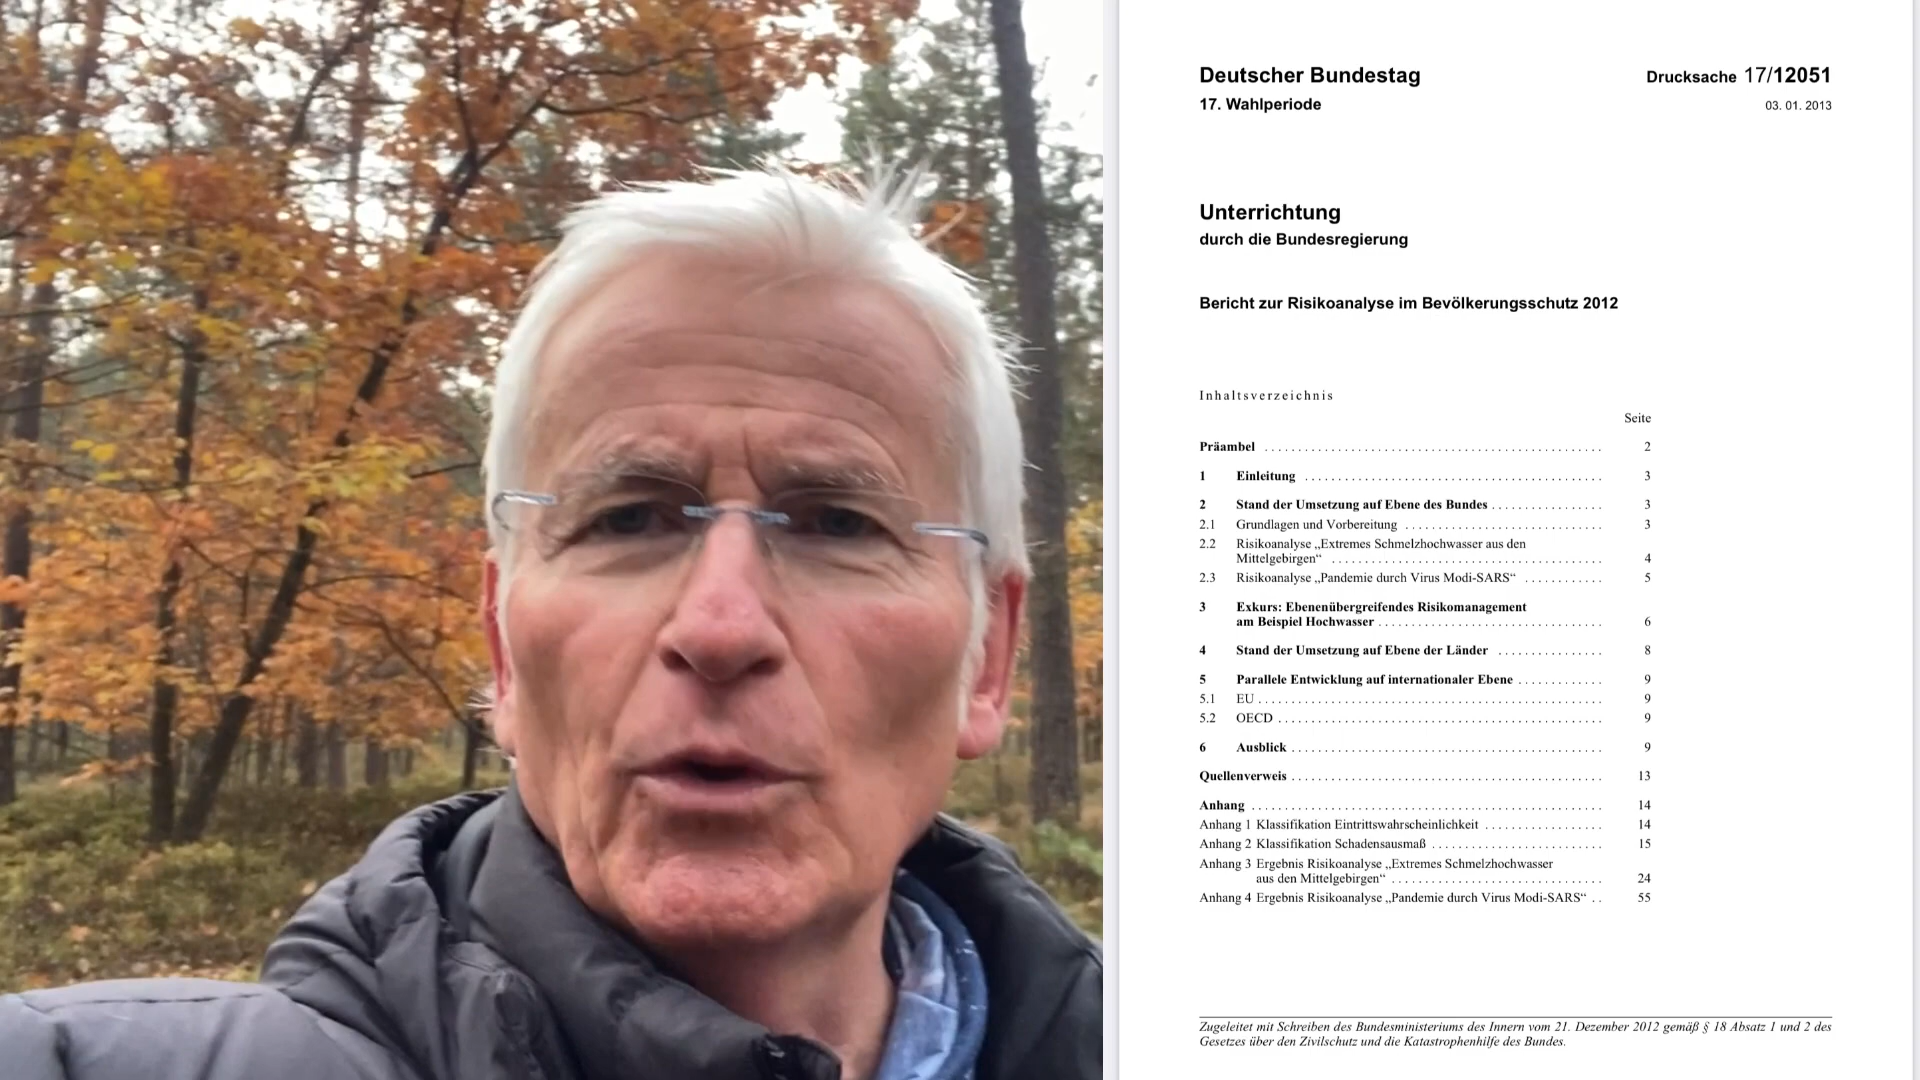 Deutscher Bundestag
Drucksache 17/12051
17. Wahlperiode
03. 01. 2013
Unterrichtung
durch die Bundesregierung
Bericht zur Risikoanalyse im Bevölkerungsschutz 2012
Inhaltsverzeichnis
Seite
Präambel . . . . . . . . . . . . . . . . . . . . 2
1 Einleitung . . . . . . . . . . . . . . . . . . . . 3
2 Stand der Umsetzung auf Ebene des Bundes . . . . . . . . . . 3
2.1 Grundlagen und Vorbereitung . . . . . . . . . . 3
2.2 Risikoanalyse „Extremes Schmelzhochwasser aus den
Mittelgebirgen“ . . . . . . . . . . 4
2.3 Risikoanalyse „Pandemie durch Virus Modi-SARS“ . . . . . . . . . . 5
3 Exkurs: Ebenenübergreifendes Risikomanagement
am Beispiel Hochwasser . . . . . . . . . . 6
4 Stand der Umsetzung auf Ebene der Länder . . . . . . . . . . 8
5 Parallele Entwicklung auf internationaler Ebene . . . . . . . . . . 9
5.1 EU . . . . . . . . . . 9
5.2 OECD . . . . . . . . . . 9
6 Ausblick . . . . . . . . . . 9
Quellenverweis . . . . . . . . . . 13
Anhang . . . . . . . . . . 14
Anhang 1 Klassifikation Eintrittswahrscheinlichkeit . . . . . . . . . . 14
Anhang 2 Klassifikation Schadensausmaß . . . . . . . . . . 15
Anhang 3 Ergebnis Risikoanalyse „Extremes Schmelzhochwasser
aus den Mittelgebirgen“ . . . . . . . . . . 24
Anhang 4 Ergebnis Risikoanalyse „Pandemie durch Virus Modi-SARS“ . . 55
Zugeleitet mit Schreiben des Bundesministeriums des Innern vom 21. Dezember 2012 gemäß § 18 Absatz 1 und 2 des
Gesetzes über den Zivilschutz und die Katastrophenhilfe des Bundes.